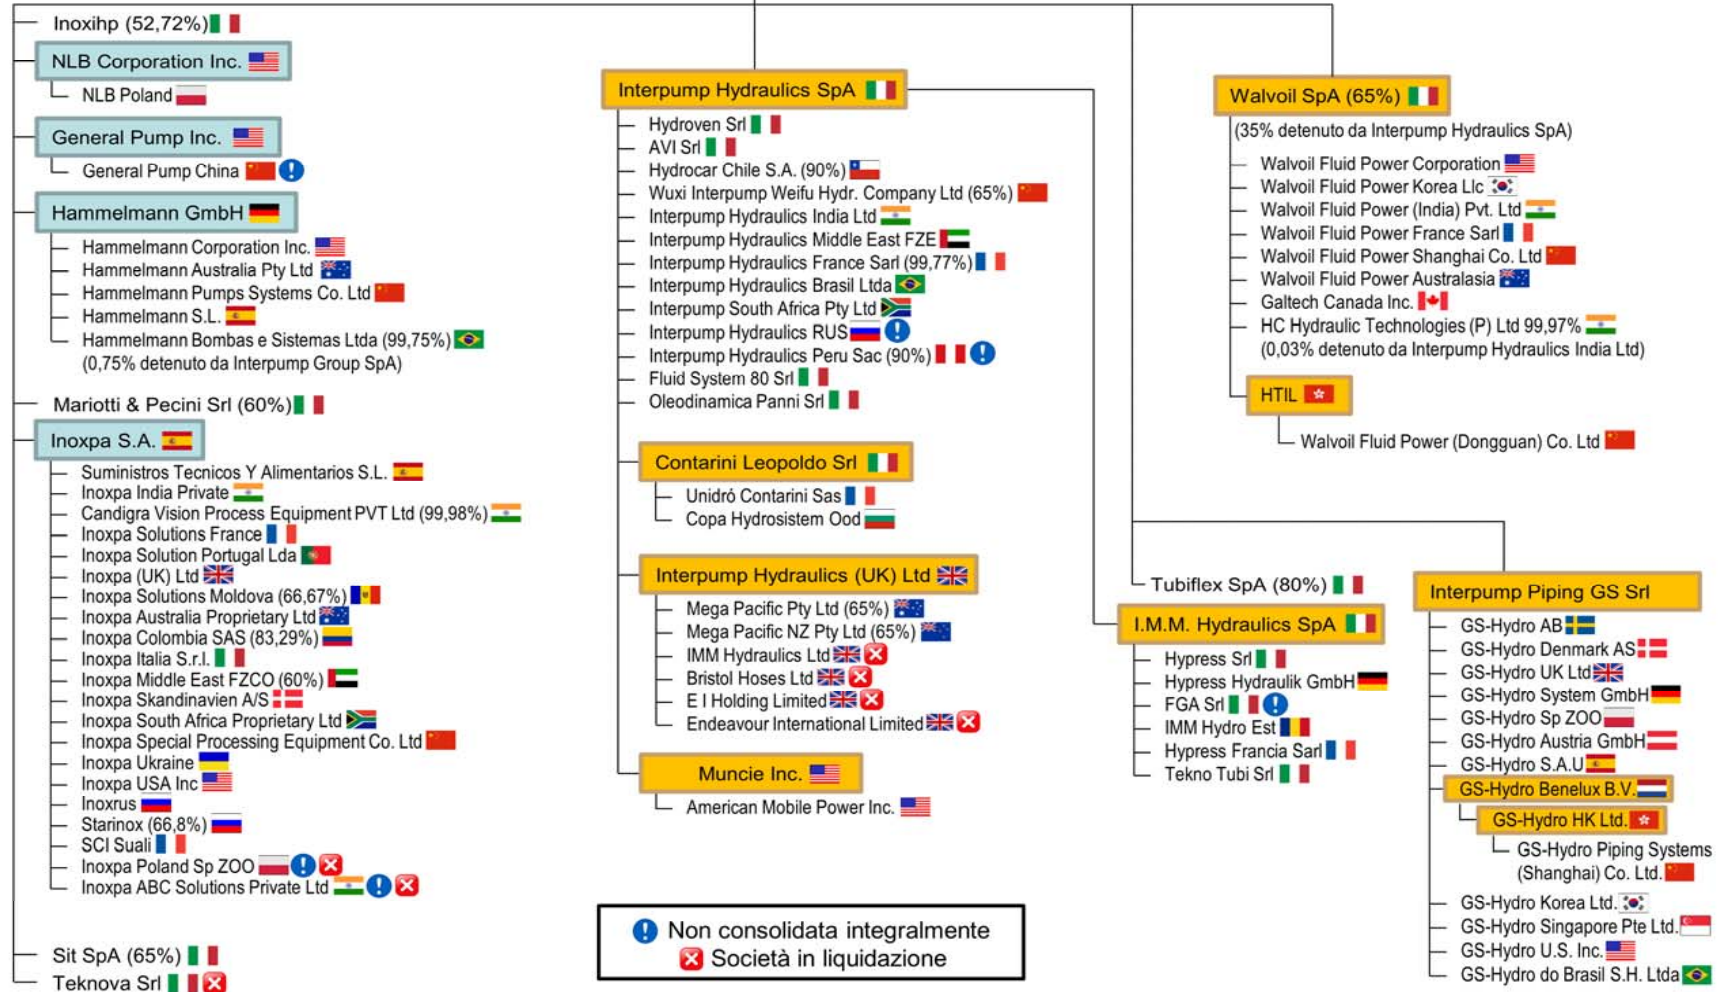 Inoxihp (52,72%)
NLB Corporation Inc.
NLB Poland
General Pump Inc.
General Pump China
Hammelmann GmbH
Hammelmann Corporation Inc.
Hammelmann Australia Pty Ltd
Hammelmann Pumps Systems Co. Ltd
Hammelmann S.L.
Hammelmann Bombas e Sistemas Ltda (99,75%)
(0,75% detenuto da Interpump Group SpA)
Mariotti & Pecini Srl (60%)
Inoxpa S.A.
Suministros Tecnicos Y Alimentarios S.L.
Inoxpa India Private
Candigra Vision Process Equipment PVT Ltd (99,98%)
Inoxpa Solutions France
Inoxpa Solution Portugal Lda
Inoxpa (UK) Ltd
Inoxpa Solutions Moldova (66,67%)
Inoxpa Australia Proprietary Ltd
Inoxpa Colombia SAS (83,29%)
Inoxpa Italia S.r.l.
Inoxpa Middle East FZCO (60%)
Inoxpa Skandinavien A/S
Inoxpa South Africa Proprietary Ltd
Inoxpa Special Processing Equipment Co. Ltd
Inoxpa Ukraine
Inoxpa USA Inc
Inoxrus
Starinox (66,8%)
SCI Suali
Inoxpa Poland Sp ZOO
Inoxpa ABC Solutions Private Ltd
Sit SpA (65%)
Teknova Srl
Interpump Hydraulics SpA
Hydroven Srl
AVI Srl
Hydrocar Chile S.A. (90%)
Wuxi Interpump Weifu Hydr. Company Ltd (65%)
Interpump Hydraulics India Ltd
Interpump Hydraulics Middle East FZE
Interpump Hydraulics France Sarl (99,77%)
Interpump Hydraulics Brasil Ltda
Interpump South Africa Pty Ltd
Interpump Hydraulics RUS
Interpump Hydraulics Peru Sac (90%)
Fluid System 80 Srl
Oleodinamica Panni Srl
Contarini Leopoldo Srl
Unidró Contarini Sas
Copa Hydrosistem Ood
Interpump Hydraulics (UK) Ltd
Mega Pacific Pty Ltd (65%)
Mega Pacific NZ Pty Ltd (65%)
IMM Hydraulics Ltd
Bristol Hoses Ltd
E I Holding Limited
Endeavour International Limited
Muncie Inc.
American Mobile Power Inc.
Non consolidata integralmente
Società in liquidazione
Walvoil SpA (65%)
(35% detenuto da Interpump Hydraulics SpA)
Walvoil Fluid Power Corporation
Walvoil Fluid Power Korea Llc
Walvoil Fluid Power (India) Pvt. Ltd
Walvoil Fluid Power France Sarl
Walvoil Fluid Power Shanghai Co. Ltd
Walvoil Fluid Power Australasia
Galtech Canada Inc.
HC Hydraulic Technologies (P) Ltd 99,97%
(0,03% detenuto da Interpump Hydraulics India Ltd)
HTIL
Walvoil Fluid Power (Dongguan) Co. Ltd
Tubiflex SpA (80%)
I.M.M. Hydraulics SpA
Hypress Srl
Hypress Hydraulik GmbH
FGA Srl
IMM Hydro Est
Hypress Francia Sarl
Tekno Tubi Srl
Interpump Piping GS Srl
GS-Hydro AB
GS-Hydro Denmark AS
GS-Hydro UK Ltd
GS-Hydro System GmbH
GS-Hydro Sp ZOO
GS-Hydro Austria GmbH
GS-Hydro S.A.U
GS-Hydro Benelux B.V.
GS-Hydro HK Ltd.
GS-Hydro Piping Systems
(Shanghai) Co. Ltd.
GS-Hydro Korea Ltd.
GS-Hydro Singapore Pte Ltd.
GS-Hydro U.S. Inc.
GS-Hydro do Brasil S.H. Ltda